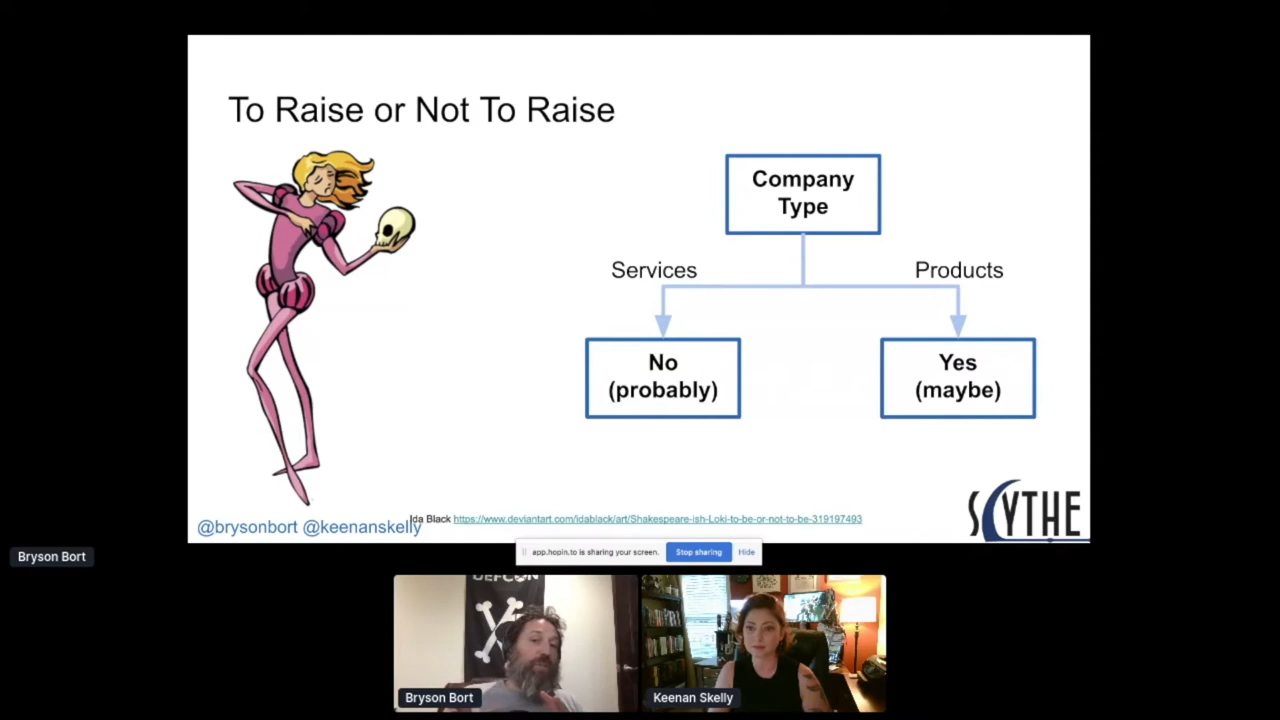 To Raise or Not To Raise
Company
Type
Services
Products
No
(probably)
Yes
(maybe)
@brysonbort @keenanskelly
Ida Black https://www.deviantart.com/idablack/art/Shakespeare-ish-Loki-to-be-or-not-to-be-319197493
SCYTHE
Bryson Bort
app.hopin.to is sharing your screen.
Stop sharing
Hide
DEFCON
Bryson Bort
Keenan Skelly